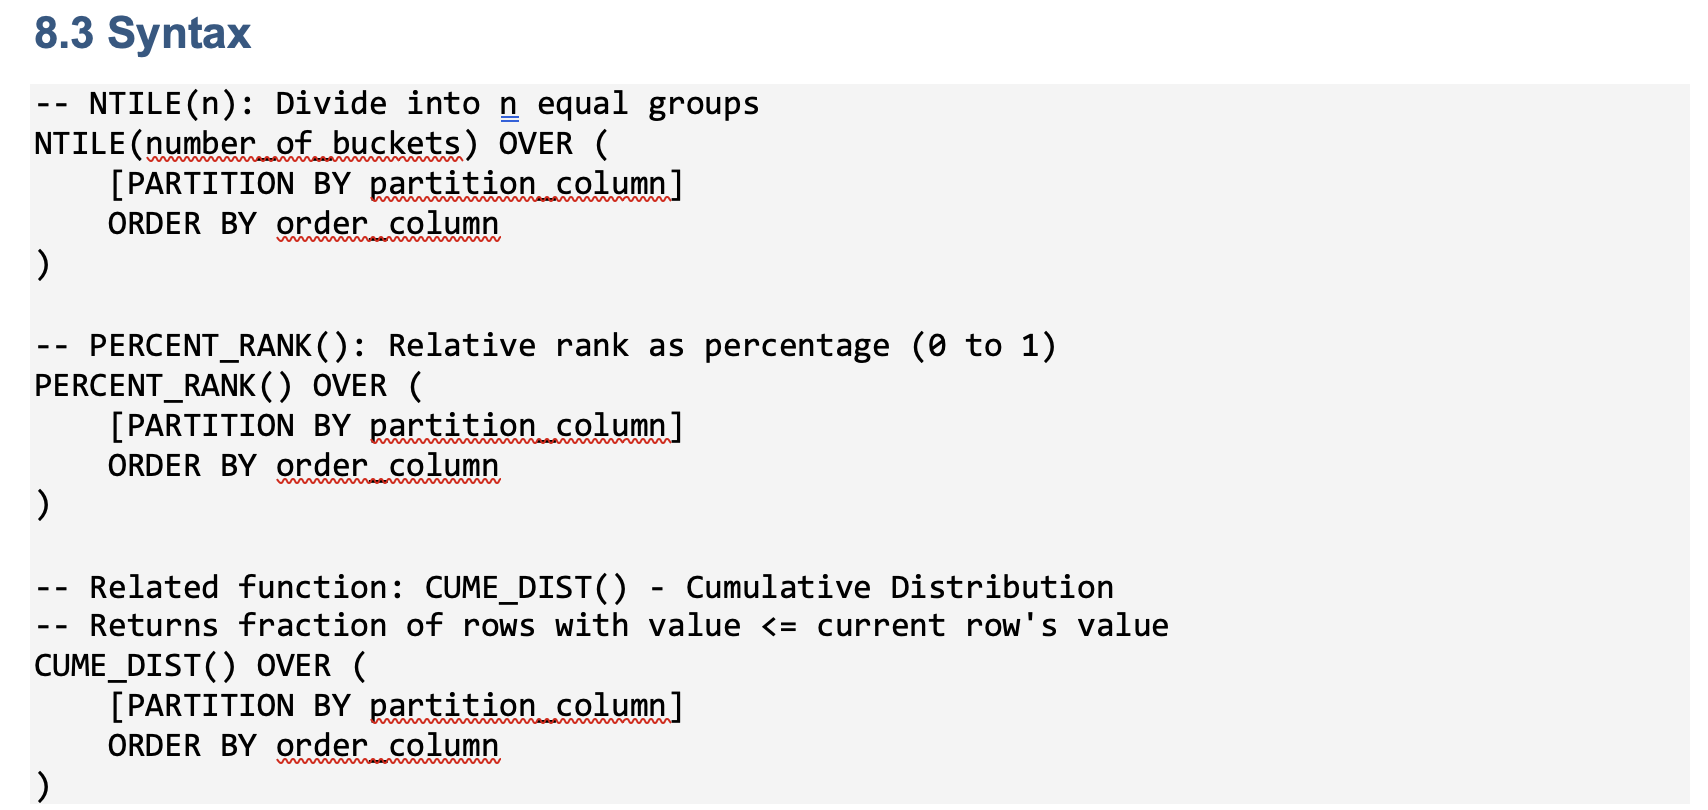 8.3 Syntax
-- NTILE(n): Divide into n equal groups
NTILE(number_of_buckets) OVER (
    [PARTITION BY partition_column]
    ORDER BY order_column
)
-- PERCENT_RANK(): Relative rank as percentage (0 to 1)
PERCENT_RANK() OVER (
    [PARTITION BY partition_column]
    ORDER BY order_column
)
-- Related function: CUME_DIST() - Cumulative Distribution
-- Returns fraction of rows with value <= current row's value
CUME_DIST() OVER (
    [PARTITION BY partition_column]
    ORDER BY order_column
)